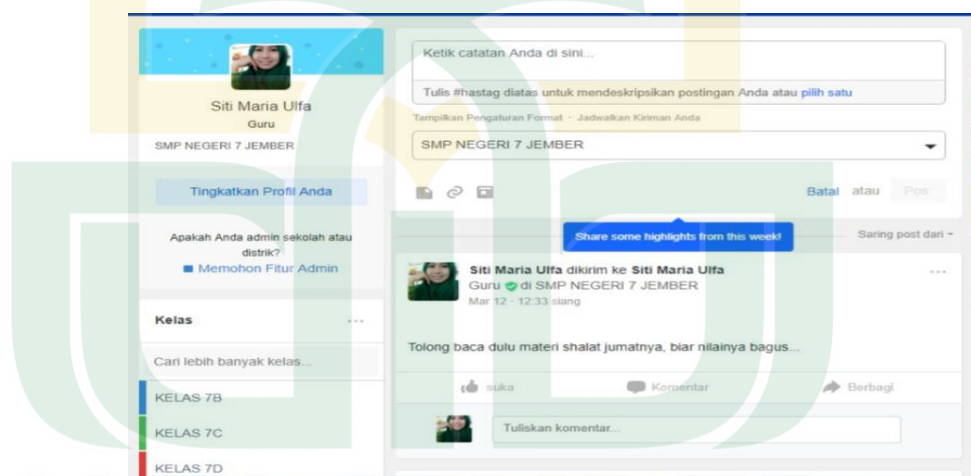 Siti Maria Ulfa
Guru
SMP NEGERI 7 JEMBER
Tingkatkan Profil Anda
Apakah Anda admin sekolah atau
distrik?
Memohon Fitur Admin
Kelas
Cari lebih banyak kelas...
KELAS 7B
KELAS 7C
KELAS 7D
Ketik catatan Anda di sini...
Tulis #hastag diatas untuk mendeskripsikan postingan Anda atau pilih satu
Tampilkan Pengaturan Format - Jadwalkan Kiriman Anda
SMP NEGERI 7 JEMBER
Batal atau Pos:
Share some highlights from this week!
Saring post dari
Siti Maria Ulfa dikirim ke Siti Maria Ulfa
Guru di SMP NEGERI 7 JEMBER
Mar 12 - 12:33 siang
Tolong baca dulu materi shalat jumatnya, biar nilainya bagus...
suka Komentar Berbagi
Tuliskan komentar...